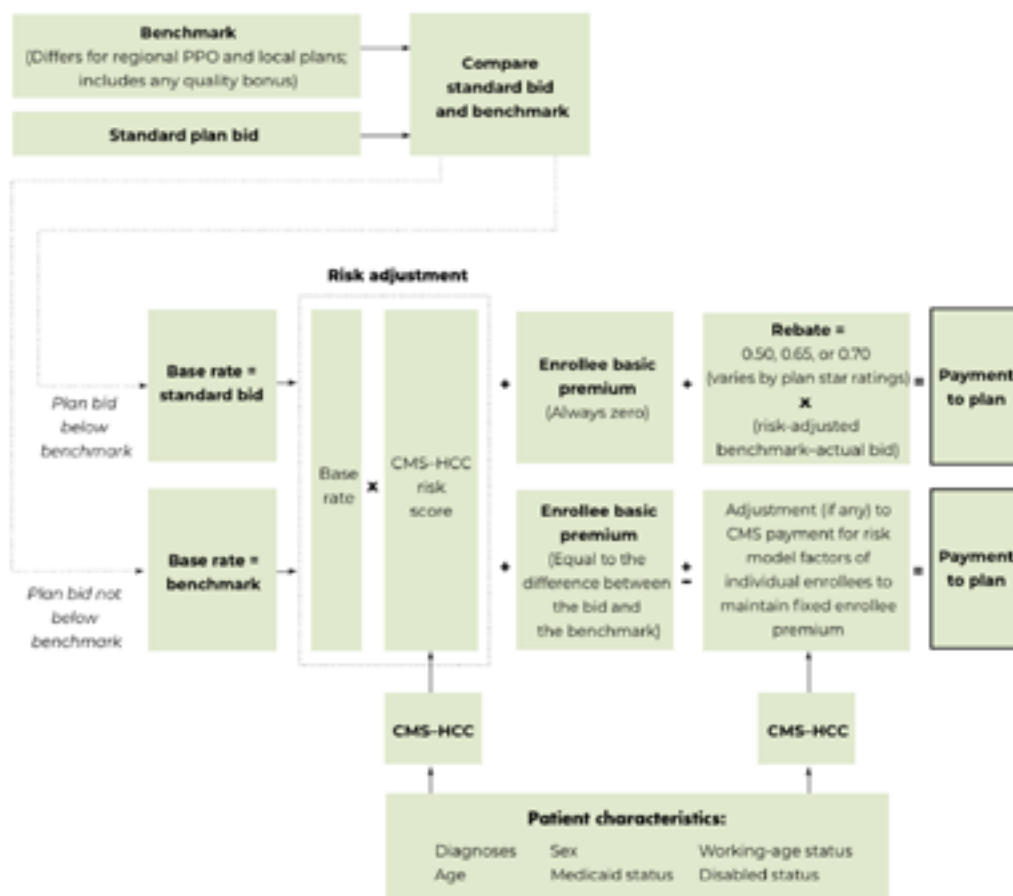 Benchmark
(Differs for regional PPO and local plans;
includes any quality bonus)
Standard plan bid
Compare
standard bid
and benchmark
Risk adjustment
Plan bid
below
benchmark
Base rate =
standard bid
Base
rate
x
CMS–HCC
risk
score
+
Enrollee basic
premium
(Always zero)
+
Rebate =
0.50, 0.65, or 0.70
(varies by plan star ratings)
x
(risk-adjusted
benchmark–actual bid)
=
Payment
to plan
Plan bid not
below
benchmark
Base rate =
benchmark
+
Enrollee basic
premium
(Equal to the
difference between
the bid and
the benchmark)
+
–
Adjustment (if any) to
CMS payment for risk
model factors of
individual enrollees to
maintain fixed enrollee
premium
=
Payment
to plan
CMS–HCC
CMS–HCC
Patient characteristics:
Diagnoses Sex Working-age status
Age Medicaid status Disabled status